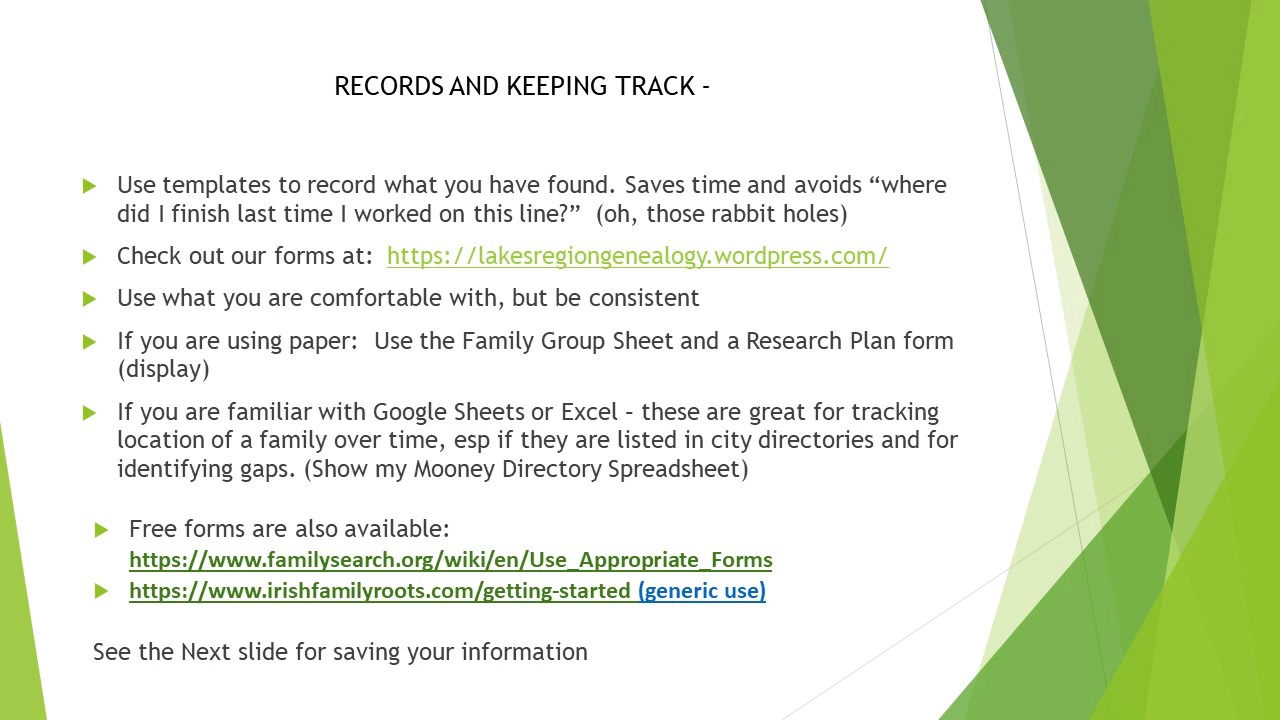 RECORDS AND KEEPING TRACK -
Use templates to record what you have found. Saves time and avoids “where
did I finish last time I worked on this line?”  (oh, those rabbit holes)
Check out our forms at:  https://lakesregiongenealogy.wordpress.com/
Use what you are comfortable with, but be consistent
If you are using paper:  Use the Family Group Sheet and a Research Plan form
(display)
If you are familiar with Google Sheets or Excel – these are great for tracking
location of a family over time, esp if they are listed in city directories and for
identifying gaps. (Show my Mooney Directory Spreadsheet)
Free forms are also available:
https://www.familysearch.org/wiki/en/Use_Appropriate_Forms
https://www.irishfamilyroots.com/getting-started (generic use)
See the Next slide for saving your information